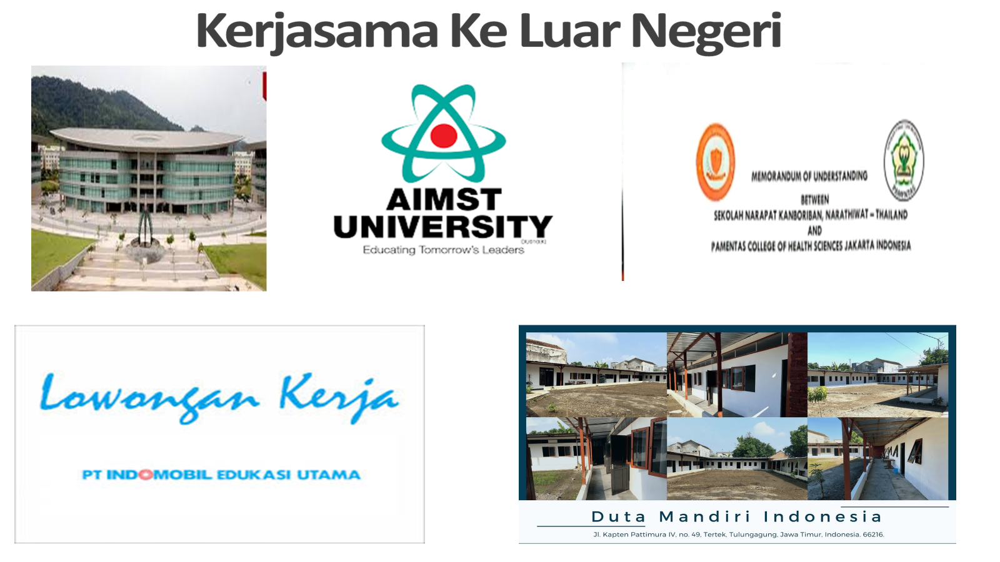 Kerjasama Ke Luar Negeri
AIMST
UNIVERSITY
Educating Tomorrow's Leaders
MEMORANDUM OF UNDERSTANDING
BETWEEN
SEKOLAH NARAPAT KANBORIBAN, NARATHIWAT – THAILAND
AND
PAMENTAS COLLEGE OF HEALTH SCIENCES JAKARTA INDONESIA
PAMENTAS
Lowongan Kerja
PT INDOMOBIL EDUKASI UTAMA
Duta Mandiri Indonesia
Jl. Kapten Pattimura IV, no. 49, Tertek, Tulungagung, Jawa Timur, Indonesia. 66216.